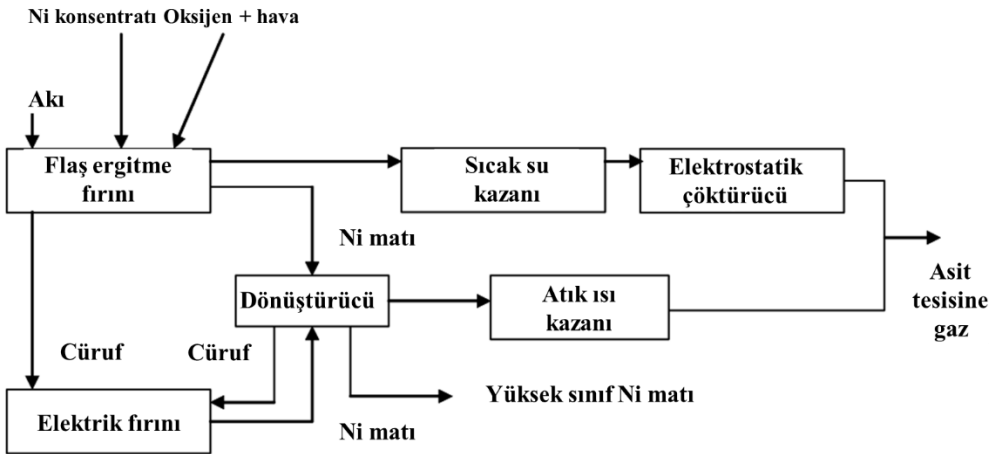 Ni konsentratı Oksijen + hava
Akı
Flaş ergitme
fırını
Sıcak su
kazanı
Elektrostatik
çöktürücü
Ni matı
Dönüştürücü
Atık ısı
kazanı
Asit
tesisine
gaz
Cüruf
Cüruf
Yüksek sınıf Ni matı
Elektrik fırını
Ni matı